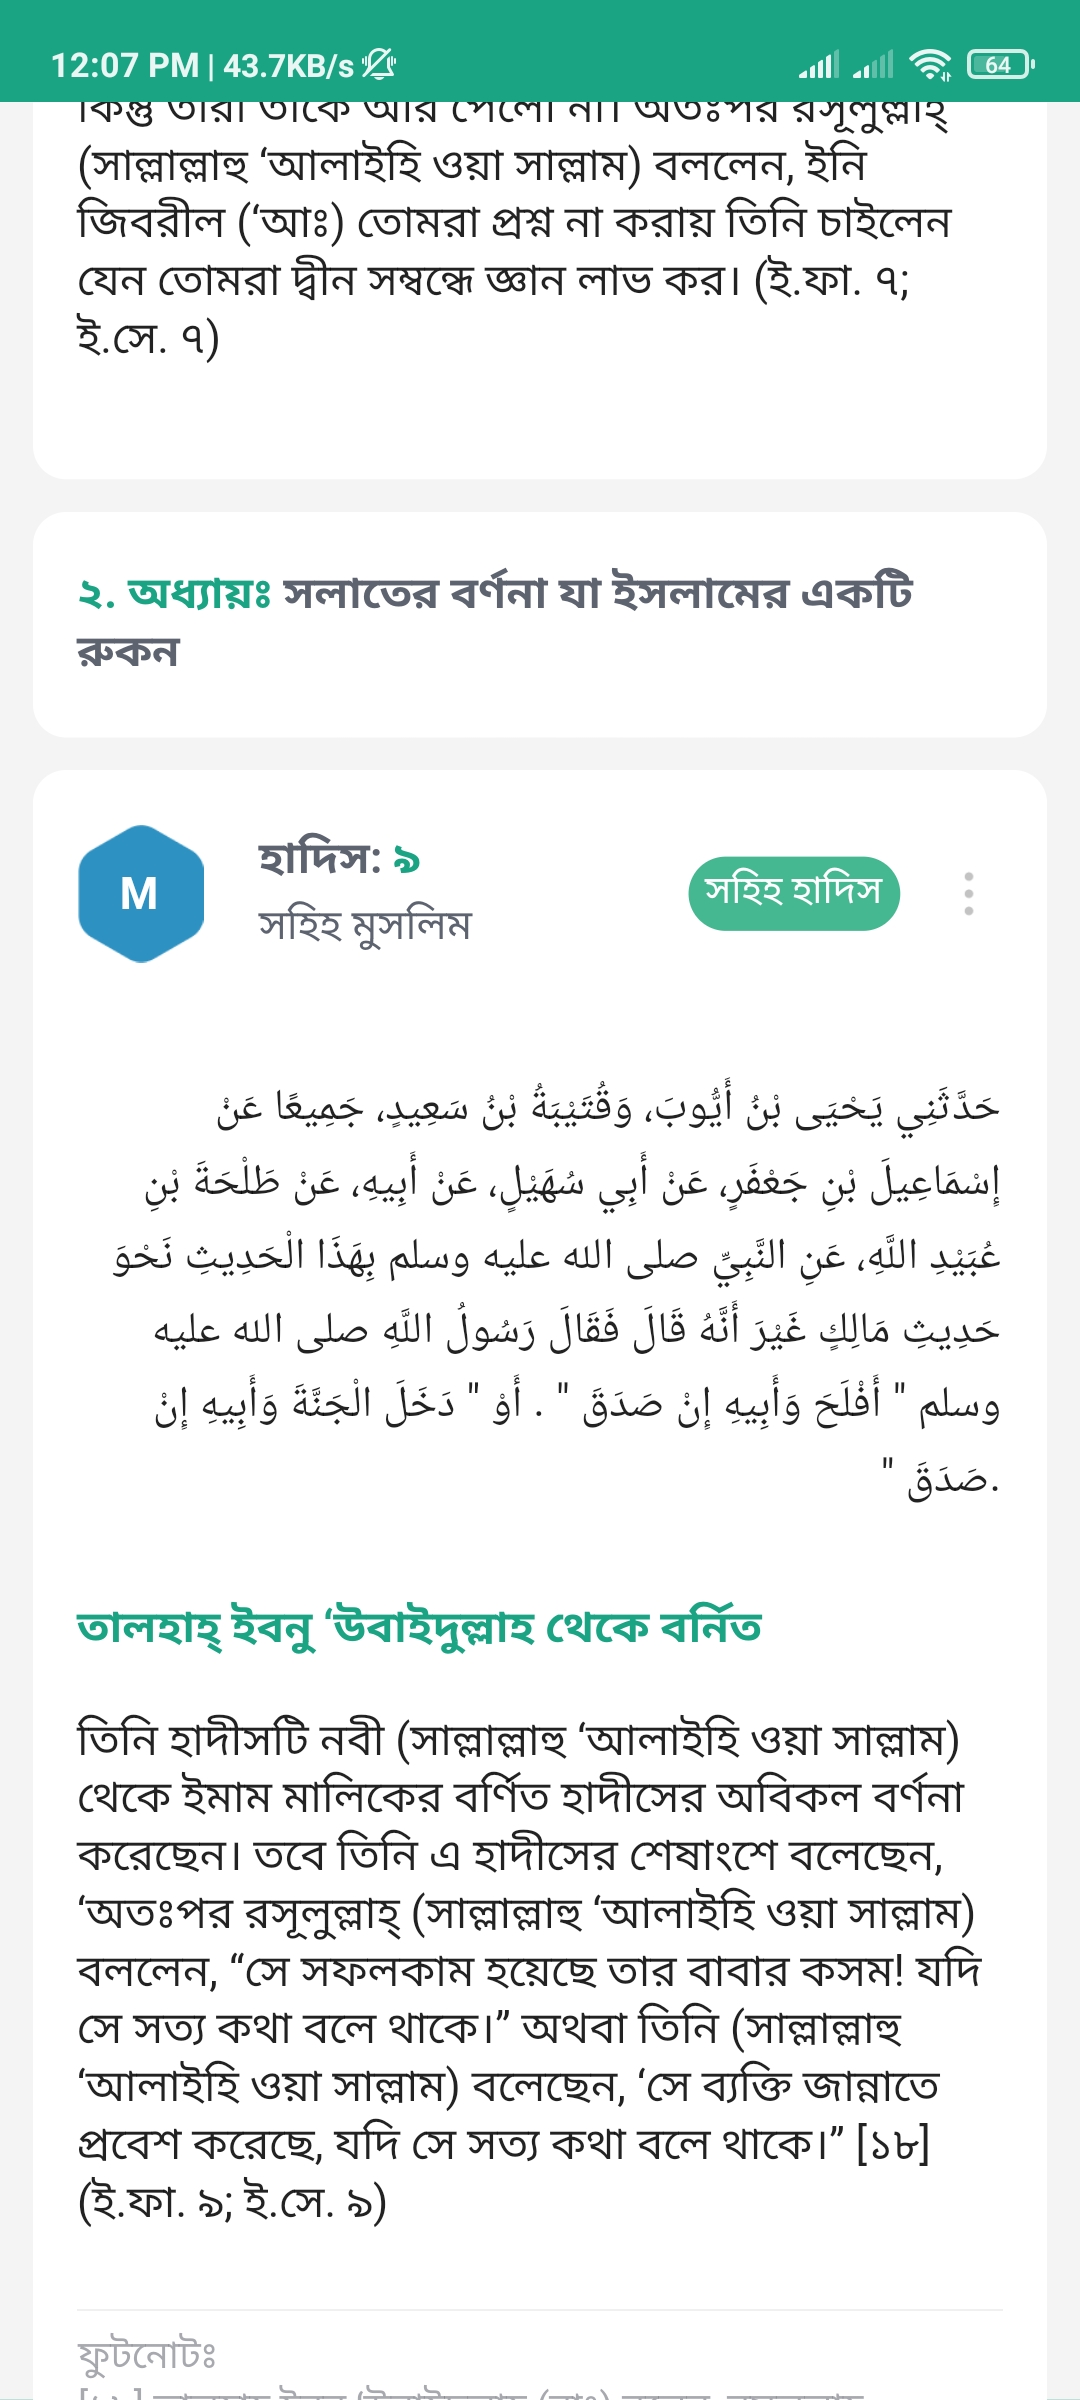 12:07 PM | 43.7KB/s
64
কিন্তু তারা তাকে আর পেলো না। অতঃপর রসূলুল্লাহ্
(সাল্লাল্লাহু ‘আলাইহি ওয়া সাল্লাম) বললেন, ইনি
জিবরীল (‘আঃ) তোমরা প্রশ্ন না করায় তিনি চাইলেন
যেন তোমরা দ্বীন সম্বন্ধে জ্ঞান লাভ কর। (ই.ফা. ৭;
ই.সে. ৭)
২. অধ্যায়ঃ সলাতের বর্ণনা যা ইসলামের একটি
রুকন
M
হাদিস: ৯
সহিহ মুসলিম
সহিহ হাদিস
حَدَّثَنِي يَحْيَى بْنُ أَيُّوبَ، وَقُتَيْبَةُ بْنُ سَعِيدٍ، جَمِيعًا عَنْ
إِسْمَاعِيلَ بْنِ جَعْفَرٍ، عَنْ أَبِي سُهَيْلٍ، عَنْ أَبِيهِ، عَنْ طَلْحَةَ بْنِ
عُبَيْدِ اللَّهِ، عَنِ النَّبِيِّ صلى الله عليه وسلم بِهَذَا الْحَدِيثِ نَحْوَ
حَدِيثِ مَالِكٍ غَيْرَ أَنَّهُ قَالَ فَقَالَ رَسُولُ اللَّهِ صلى الله عليه
وسلم " أَفْلَحَ وَأَبِيهِ إِنْ صَدَقَ " . أَوْ " دَخَلَ الْجَنَّةَ وَأَبِيهِ إِنْ
.صَدَقَ "
তালহাহ্ ইবনু ‘উবাইদুল্লাহ থেকে বর্নিত
তিনি হাদীসটি নবী (সাল্লাল্লাহু ‘আলাইহি ওয়া সাল্লাম)
থেকে ইমাম মালিকের বর্ণিত হাদীসের অবিকল বর্ণনা
করেছেন। তবে তিনি এ হাদীসের শেষাংশে বলেছেন,
‘অতঃপর রসূলুল্লাহ্ (সাল্লাল্লাহু ‘আলাইহি ওয়া সাল্লাম)
বললেন, “সে সফলকাম হয়েছে তার বাবার কসম! যদি
সে সত্য কথা বলে থাকে।” অথবা তিনি (সাল্লাল্লাহু
‘আলাইহি ওয়া সাল্লাম) বলেছেন, ‘সে ব্যক্তি জান্নাতে
প্রবেশ করেছে, যদি সে সত্য কথা বলে থাকে।” [১৮]
(ই.ফা. ৯; ই.সে. ৯)
ফুটনোটঃ